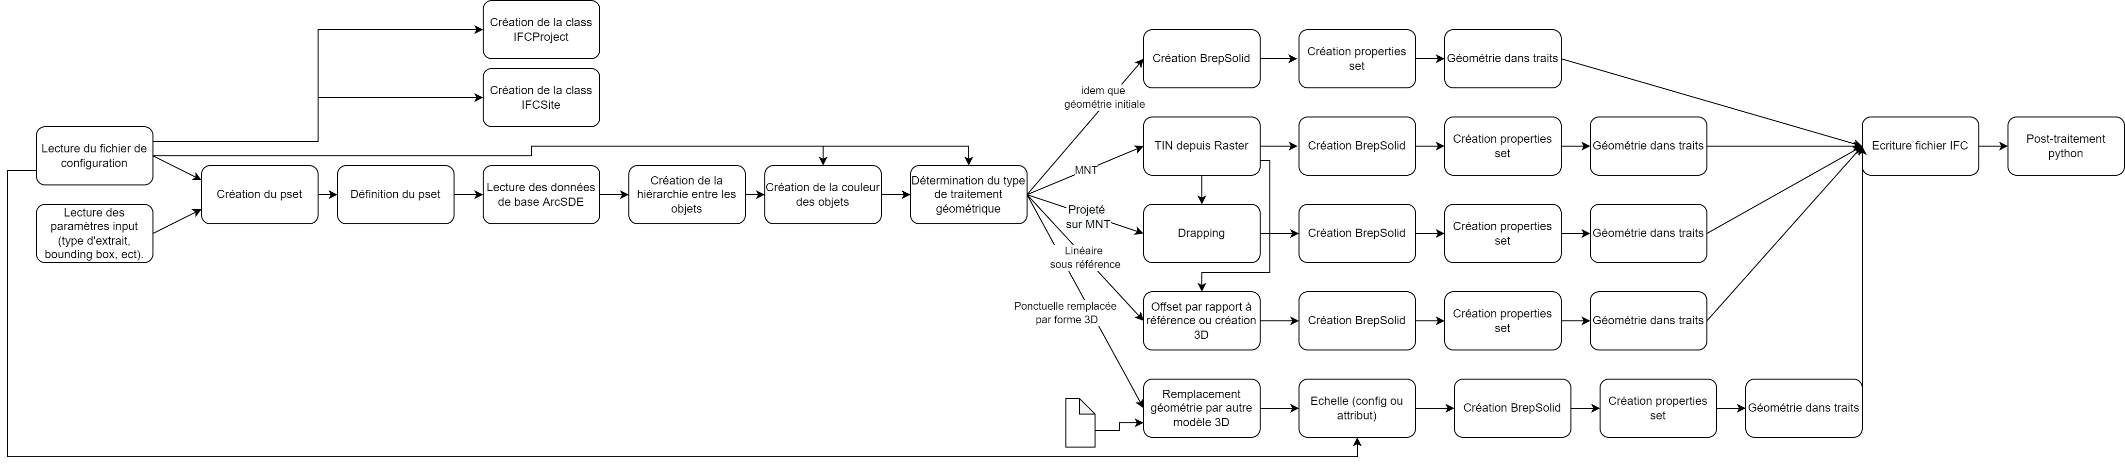 Création de la class
IFCProject
Création de la class
IFCSite
Lecture du fichier de
configuration
Lecture des
paramètres input
(type d'extrait,
bounding box, ect).
Création du pset
Définition du pset
Lecture des données
de base ArcSDE
Création de la
hièrarchie entre les
objets
Création de la couleur
des objets
Détermination du type
de traitement
géométrique
idem que
géométrie initiale
MNT
Projeté
sur MNT
Linéaire
sous référence
Ponctuelle remplacée
par forme 3D
Création BrepSolid
Création properties
set
Géométrie dans traits
TIN depuis Raster
Création BrepSolid
Création properties
set
Géométrie dans traits
Drapping
Création BrepSolid
Création properties
set
Géométrie dans traits
Offset par rapport à
référence ou création
3D
Création BrepSolid
Création properties
set
Géométrie dans traits
Remplacement
géométrie par autre
modèle 3D
Echelle (config ou
attribut)
Création BrepSolid
Création properties
set
Géométrie dans traits
Ecriture fichier IFC
Post-traitement
python